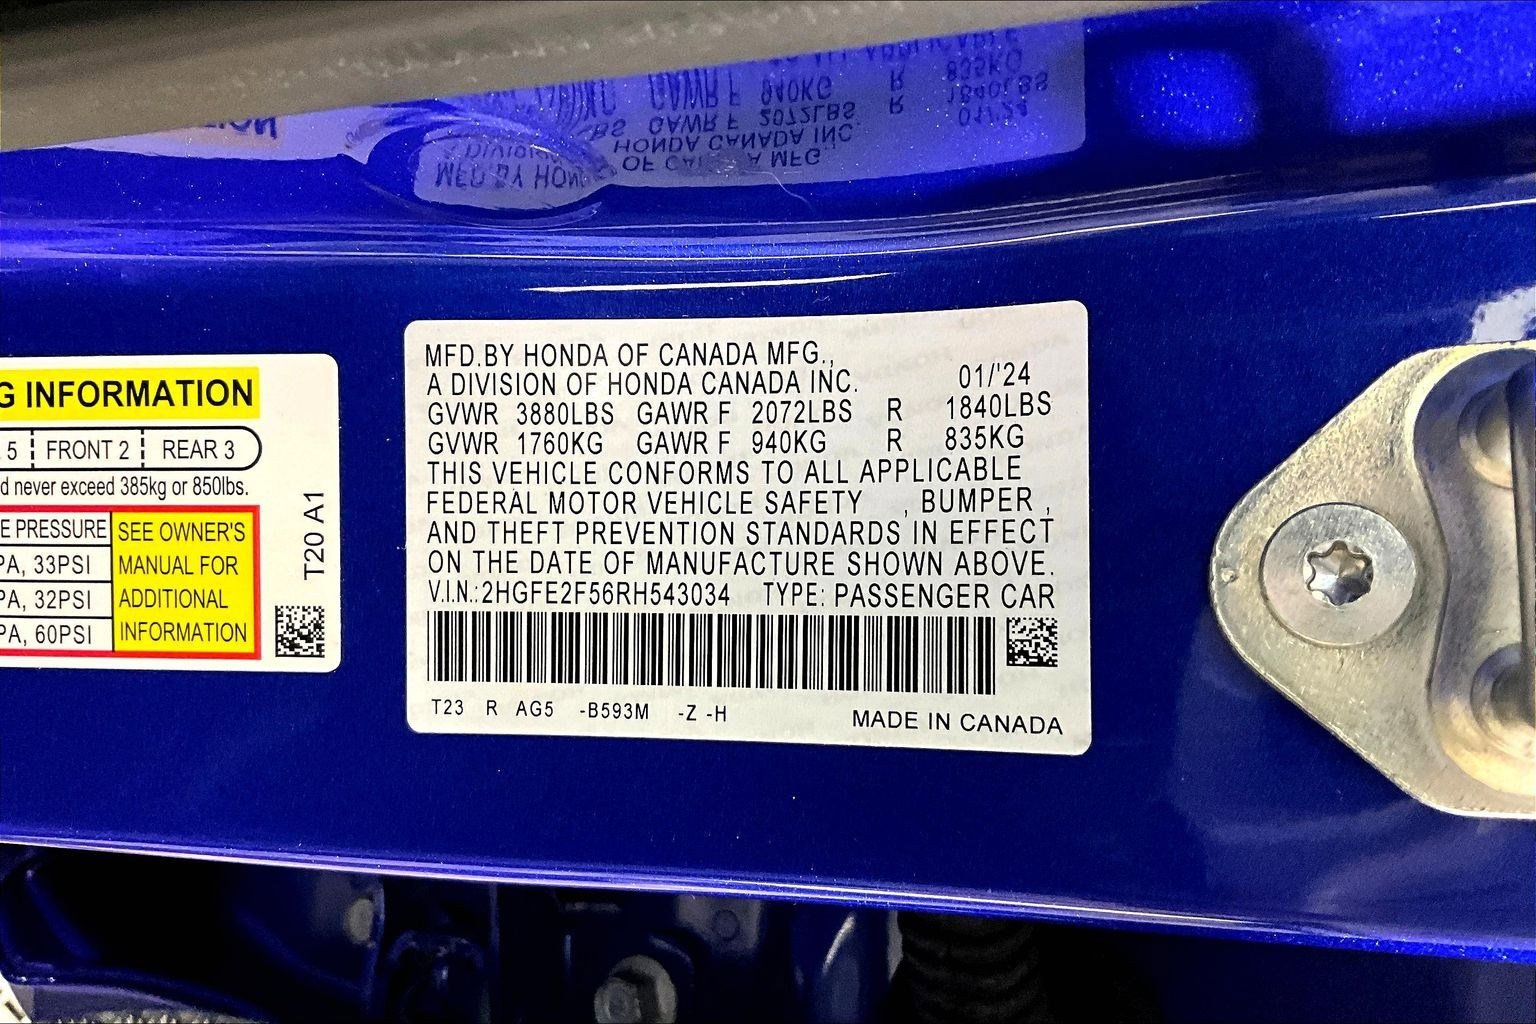 G INFORMATION
5 FRONT 2 REAR 3
d never exceed 385kg or 850lbs.
E PRESSURE
PA, 33PSI
PA, 32PSI
PA, 60PSI
SEE OWNER'S
MANUAL FOR
ADDITIONAL
INFORMATION
T20 A1
MFD.BY HONDA OF CANADA MFG.,
A DIVISION OF HONDA CANADA INC. 01/'24
GVWR 3880LBS GAWR F 2072LBS R 1840LBS
GVWR 1760KG GAWR F 940KG R 835KG
THIS VEHICLE CONFORMS TO ALL APPLICABLE
FEDERAL MOTOR VEHICLE SAFETY , BUMPER ,
AND THEFT PREVENTION STANDARDS IN EFFECT
ON THE DATE OF MANUFACTURE SHOWN ABOVE.
V.I.N.:2HGFE2F56RH543034 TYPE: PASSENGER CAR
T23 R AG5 -B593M -Z -H
MADE IN CANADA